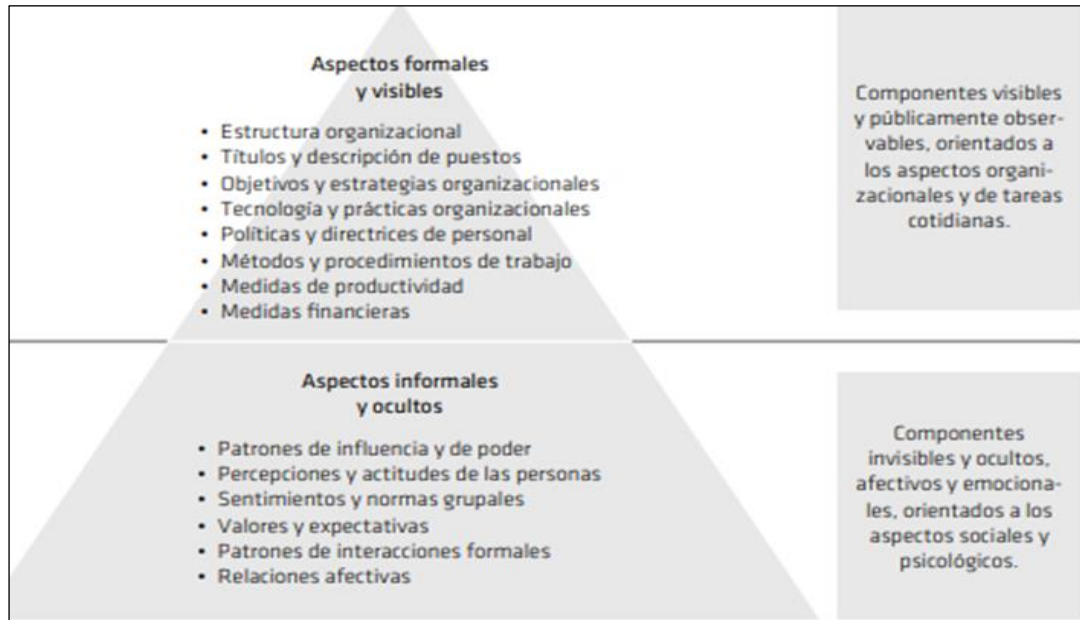 Aspectos formales
y visibles
• Estructura organizacional
• Títulos y descripción de puestos
• Objetivos y estrategias organizacionales
• Tecnología y prácticas organizacionales
• Políticas y directrices de personal
• Métodos y procedimientos de trabajo
• Medidas de productividad
• Medidas financieras
Componentes visibles
y públicamente obser-
vables, orientados a
los aspectos organi-
zacionales y de tareas
cotidianas.
Aspectos informales
y ocultos
• Patrones de influencia y de poder
• Percepciones y actitudes de las personas
• Sentimientos y normas grupales
• Valores y expectativas
• Patrones de interacciones formales
• Relaciones afectivas
Componentes
invisibles y ocultos,
afectivos y emociona-
les, orientados a los
aspectos sociales y
psicológicos.